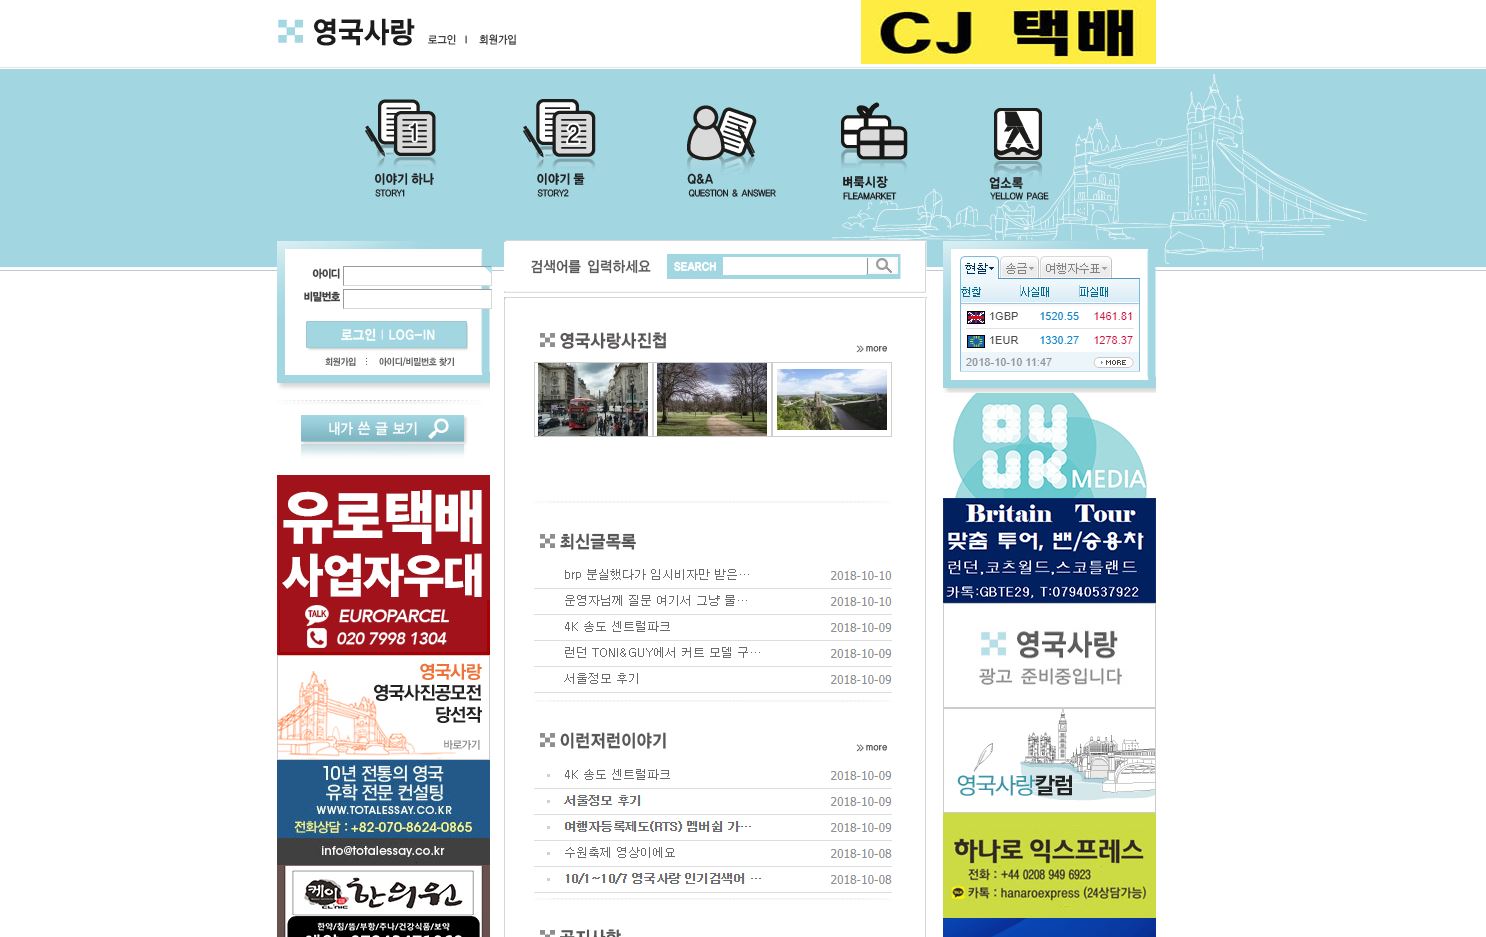 영국사랑
로그인 | 회원가입
CJ 택배
1
이야기 하나
STORY1
2
이야기 둘
STORY2
Q&A
QUESTION & ANSWER
벼룩시장
FLEAMARKET
업소록
YELLOW PAGE
아이디
비밀번호
로그인 | LOG-IN
회원가입 : 아이디/비밀번호 찾기
내가 쓴 글 보기
유로택배
사업자우대
TALK EUROPARCEL
020 7998 1304
영국사랑
영국사진공모전
당선작
바로가기
10년 전통의 영국
유학 전문 컨설팅
WWW.TOTALESSAY.CO.KR
전화상담 : +82-070-8624-0865
info@totalessay.co.kr
케이 한의원
CLINIC
한약/침/뜸/부항/추나/건강식품/보약
검색어를 입력하세요
SEARCH
영국사랑사진첩
more
최신글목록
brp 분실했다가 임시비자만 받은…
2018-10-10
운영자님께 질문 여기서 그냥 물…
2018-10-10
4K 송도 센트럴파크
2018-10-09
런던 TONI&GUY에서 커트 모델 구…
2018-10-09
서울정모 후기
2018-10-09
이런저런이야기
more
4K 송도 센트럴파크
2018-10-09
서울정모 후기
2018-10-09
여행자등록제도(RTS) 멤버쉽 가…
2018-10-09
수원축제 영상이에요
2018-10-08
10/1~10/7 영국사랑 인기검색어 …
2018-10-08
공지사항
현찰 송금 여행자수표
현찰 사실때 파실때
1GBP 1520.55 1461.81
1EUR 1330.27 1278.37
2018-10-10 11:47
MORE
04
UK MEDIA
Britain Tour
맞춤 투어, 밴/승용차
런던,코츠월드,스코틀랜드
카톡:GBTE29, T:07940537922
영국사랑
광고 준비중입니다
영국사랑칼럼
하나로 익스프레스
전화 : +44 0208 949 6923
카톡 : hanaroexpress (24상담가능)